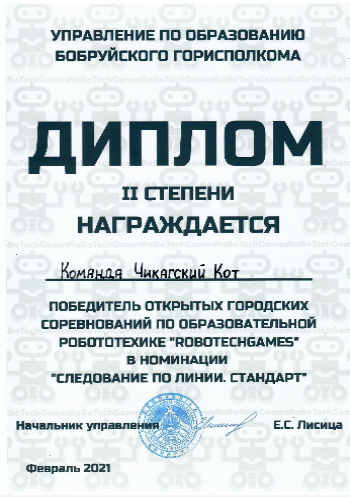 УПРАВЛЕНИЕ ПО ОБРАЗОВАНИЮ
БОБРУЙСКОГО ГОРИСПОЛКОМА
ДИПЛОМ
II СТЕПЕНИ
НАГРАЖДАЕТСЯ
Команда Чикагский Кот
ПОБЕДИТЕЛЬ ОТКРЫТЫХ ГОРОДСКИХ
СОРЕВНОВАНИЙ ПО ОБРАЗОВАТЕЛЬНОЙ
РОБОТОТЕХИКЕ "ROBOTECHGAMES"
В НОМИНАЦИИ
"СЛЕДОВАНИЕ ПО ЛИНИИ. СТАНДАРТ"
Начальник управления Е.С. Лисица
Февраль 2021